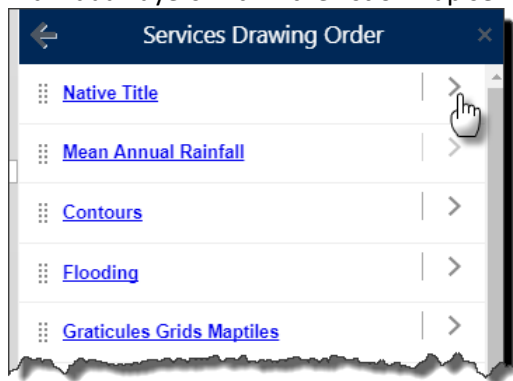 Services Drawing Order
Native Title
Mean Annual Rainfall
Contours
Flooding
Graticules Grids Maptiles